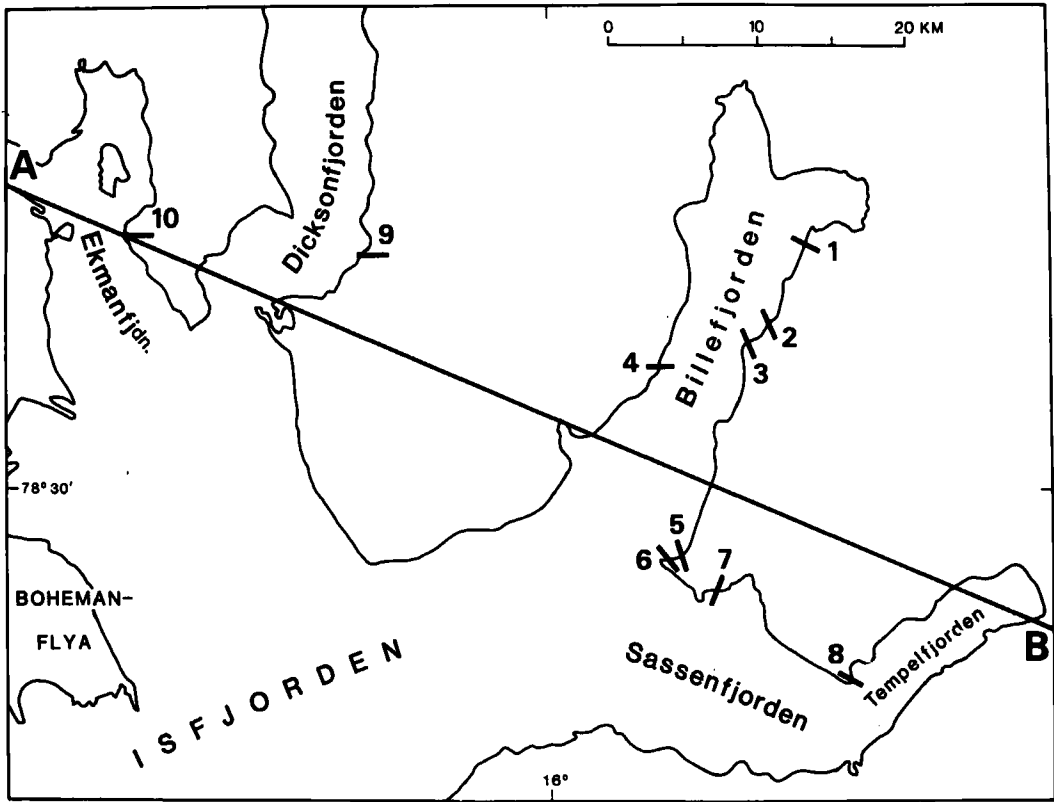 0 10 20 KM
Dicksonfjorden
A
10
9
Ekmanfjdn.
Billefjorden
1
2
3
4
78°30'
5
6
7
BOHEMAN-
FLYA
ISFJORDEN
Sassenfjorden
8
Tempelfjorden
B
16°